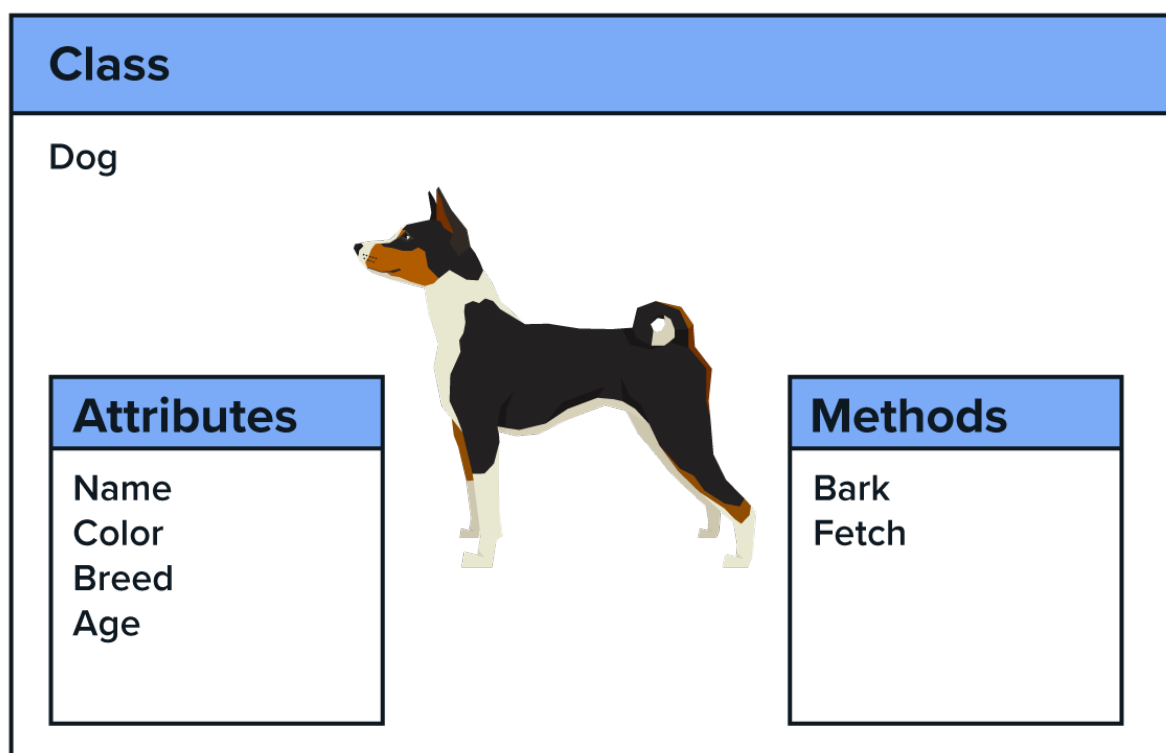 Class
Dog
Attributes
Name
Color
Breed
Age
Methods
Bark
Fetch